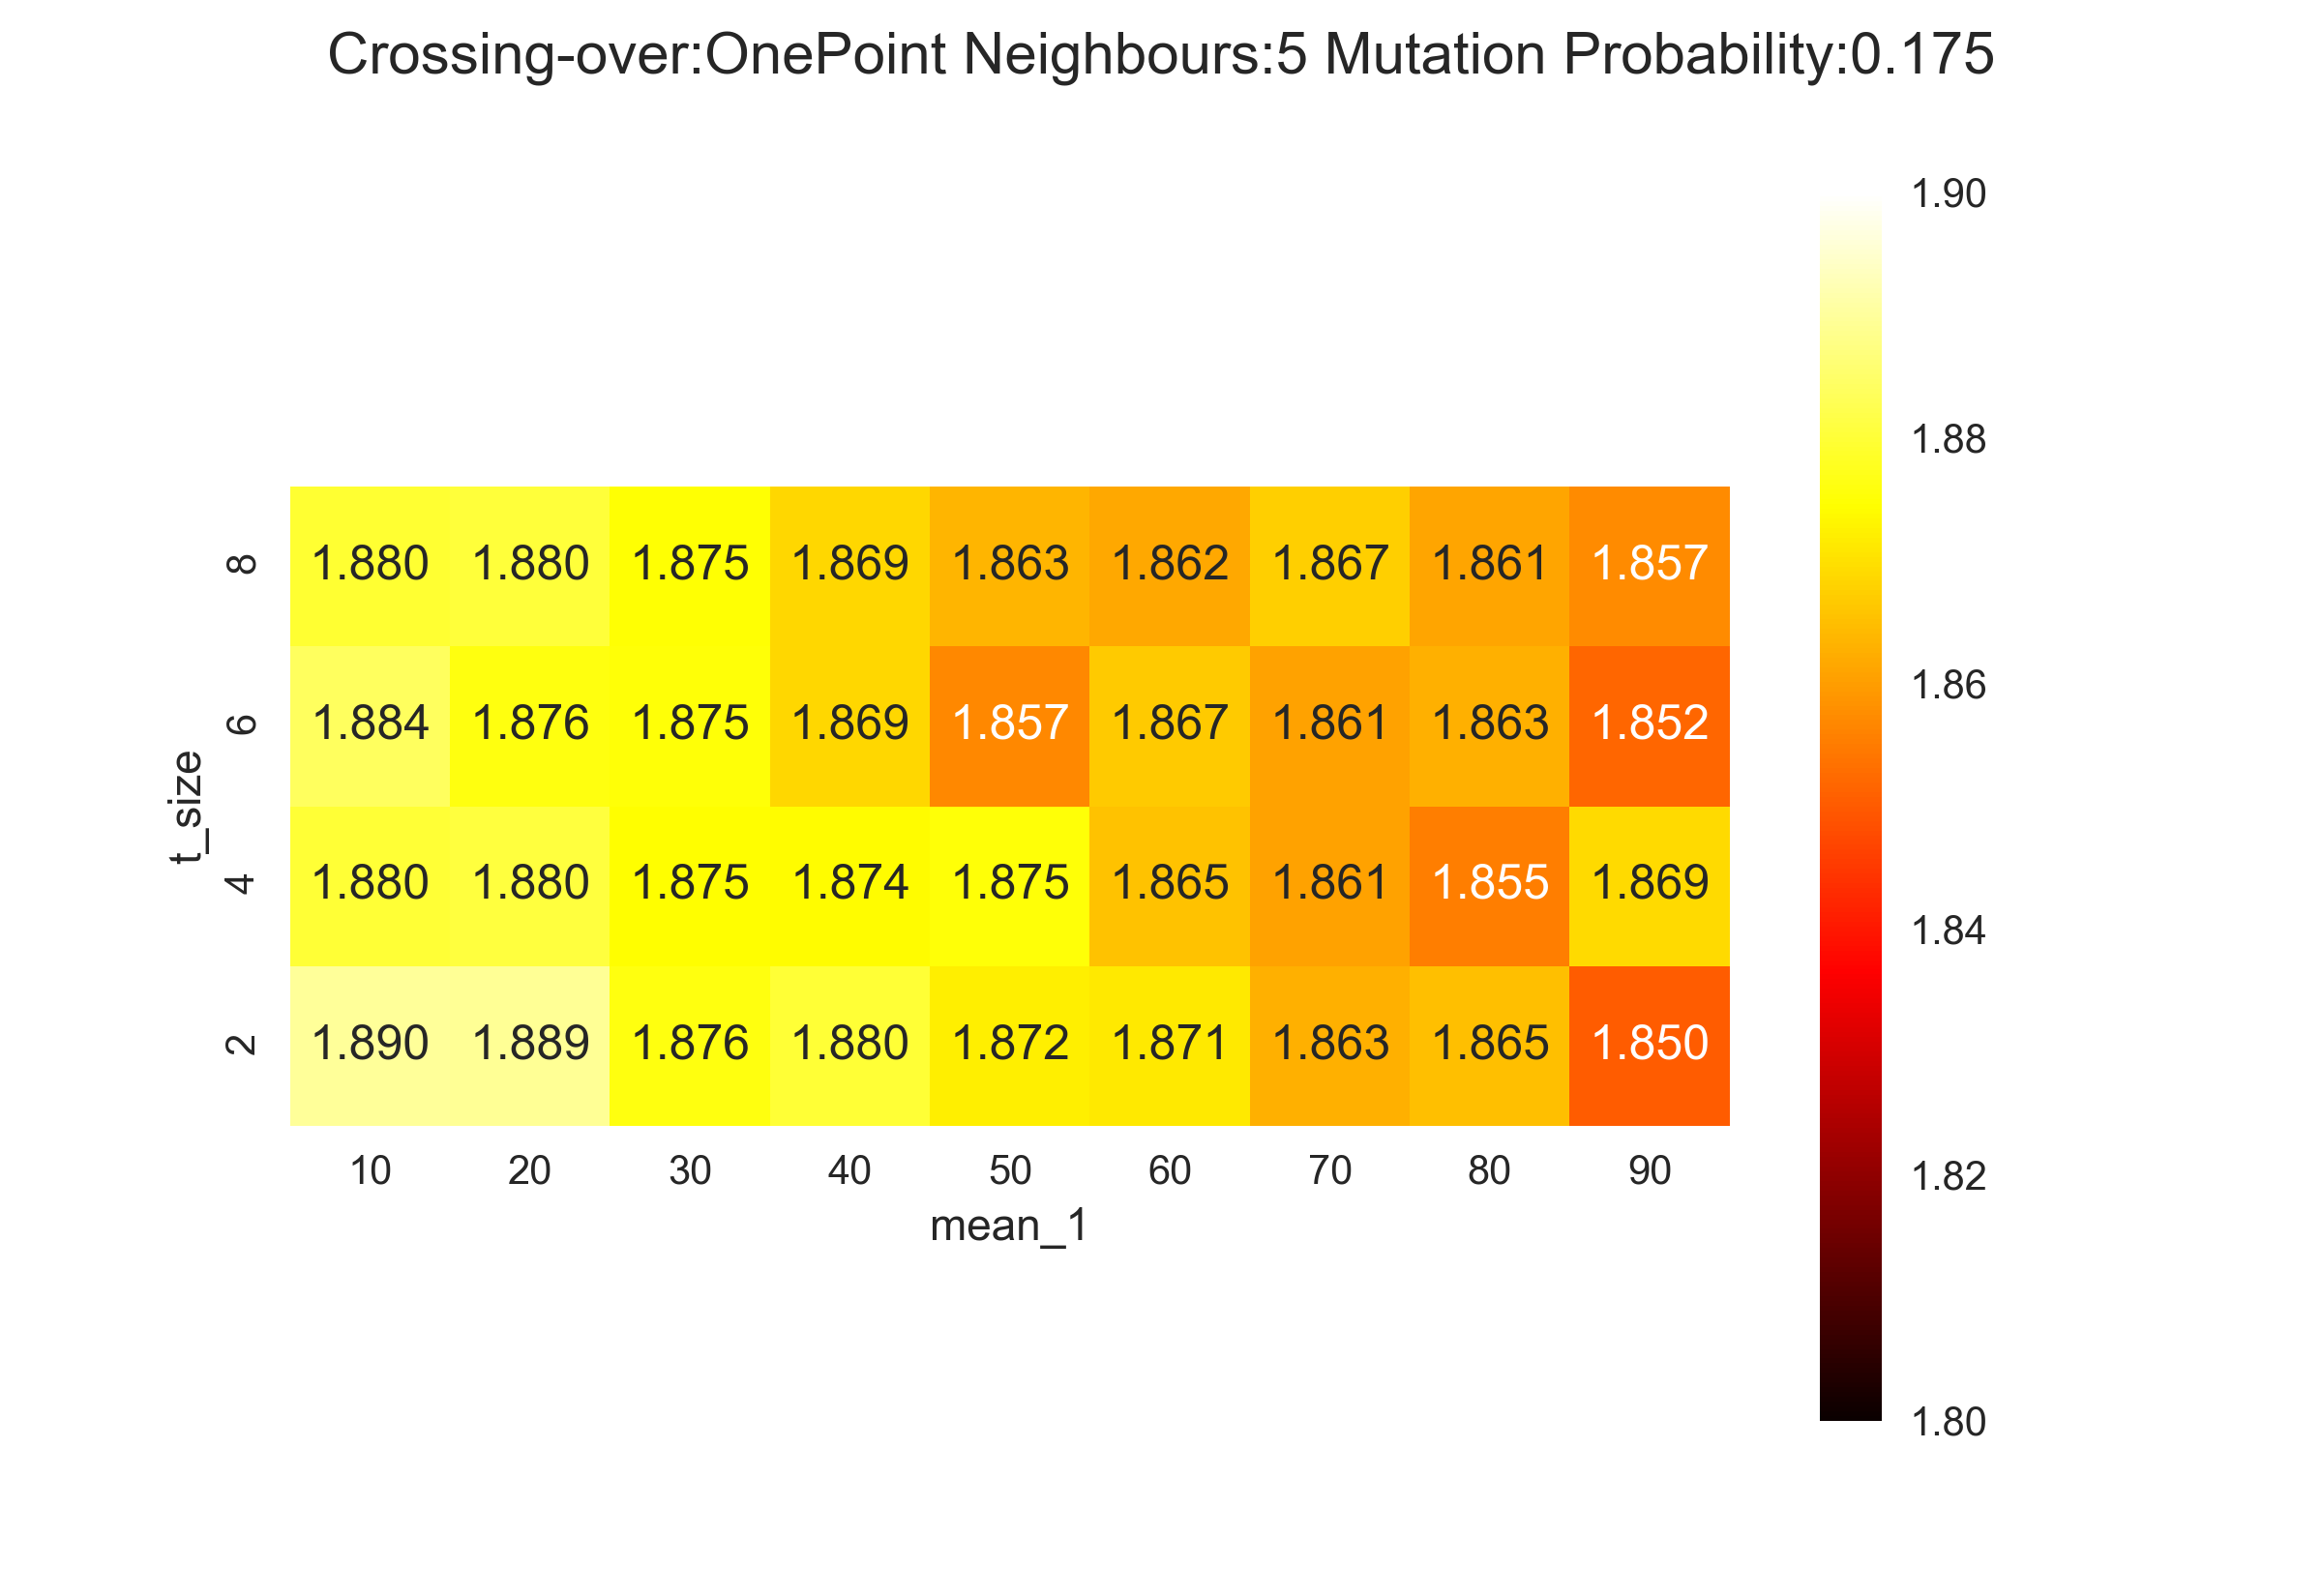 Crossing-over:OnePoint Neighbours:5 Mutation Probability:0.175
t_size
8 1.880 1.880 1.875 1.869 1.863 1.862 1.867 1.861 1.857
6 1.884 1.876 1.875 1.869 1.857 1.867 1.861 1.863 1.852
4 1.880 1.880 1.875 1.874 1.875 1.865 1.861 1.855 1.869
2 1.890 1.889 1.876 1.880 1.872 1.871 1.863 1.865 1.850
10 20 30 40 50 60 70 80 90
mean_1
1.90
1.88
1.86
1.84
1.82
1.80